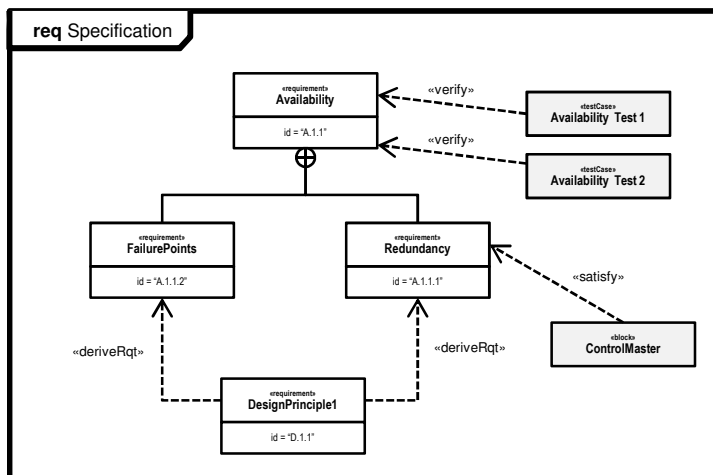 req Specification
«requirement»
Availability
id = “A.1.1”
«verify»
«testCase»
Availability Test 1
«verify»
«testCase»
Availability Test 2
«requirement»
FailurePoints
id = “A.1.1.2”
«requirement»
Redundancy
id = “A.1.1.1”
«satisfy»
«block»
ControlMaster
«deriveRqt»
«deriveRqt»
«requirement»
DesignPrinciple1
id = “D.1.1”